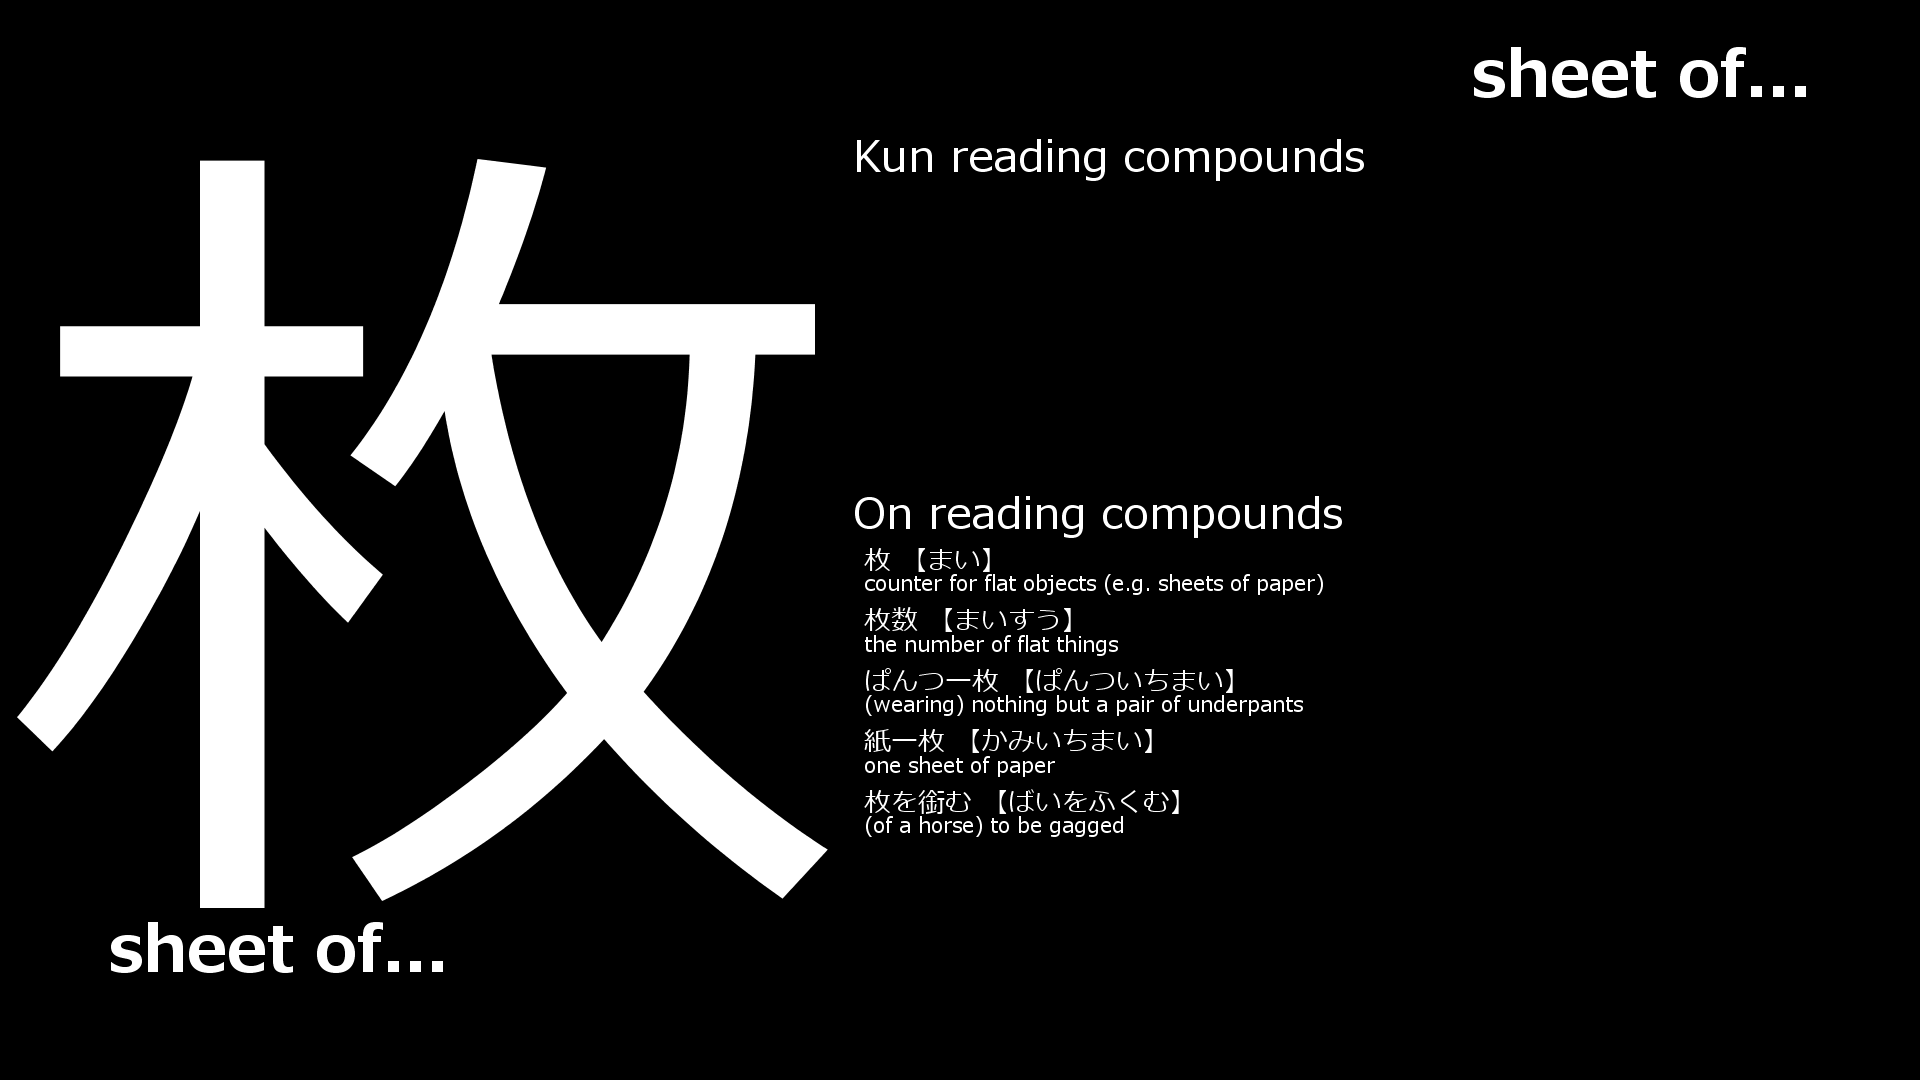 sheet of...
枚
sheet of...
Kun reading compounds
On reading compounds
枚 【まい】
counter for flat objects (e.g. sheets of paper)
枚数 【まいすう】
the number of flat things
ぱんつ一枚 【ぱんついちまい】
(wearing) nothing but a pair of underpants
紙一枚 【かみいちまい】
one sheet of paper
枚を銜む 【ばいをふくむ】
(of a horse) to be gagged